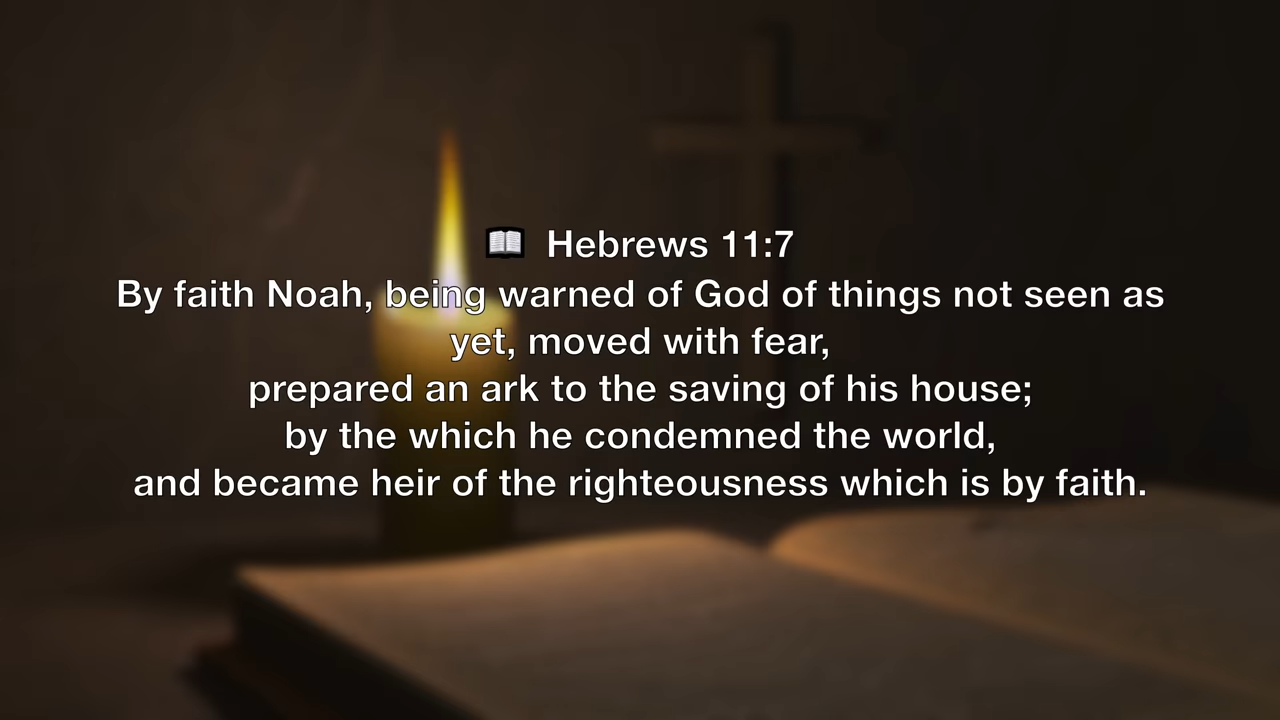 📖 Hebrews 11:7
By faith Noah, being warned of God of things not seen as
yet, moved with fear,
prepared an ark to the saving of his house;
by the which he condemned the world,
and became heir of the righteousness which is by faith.